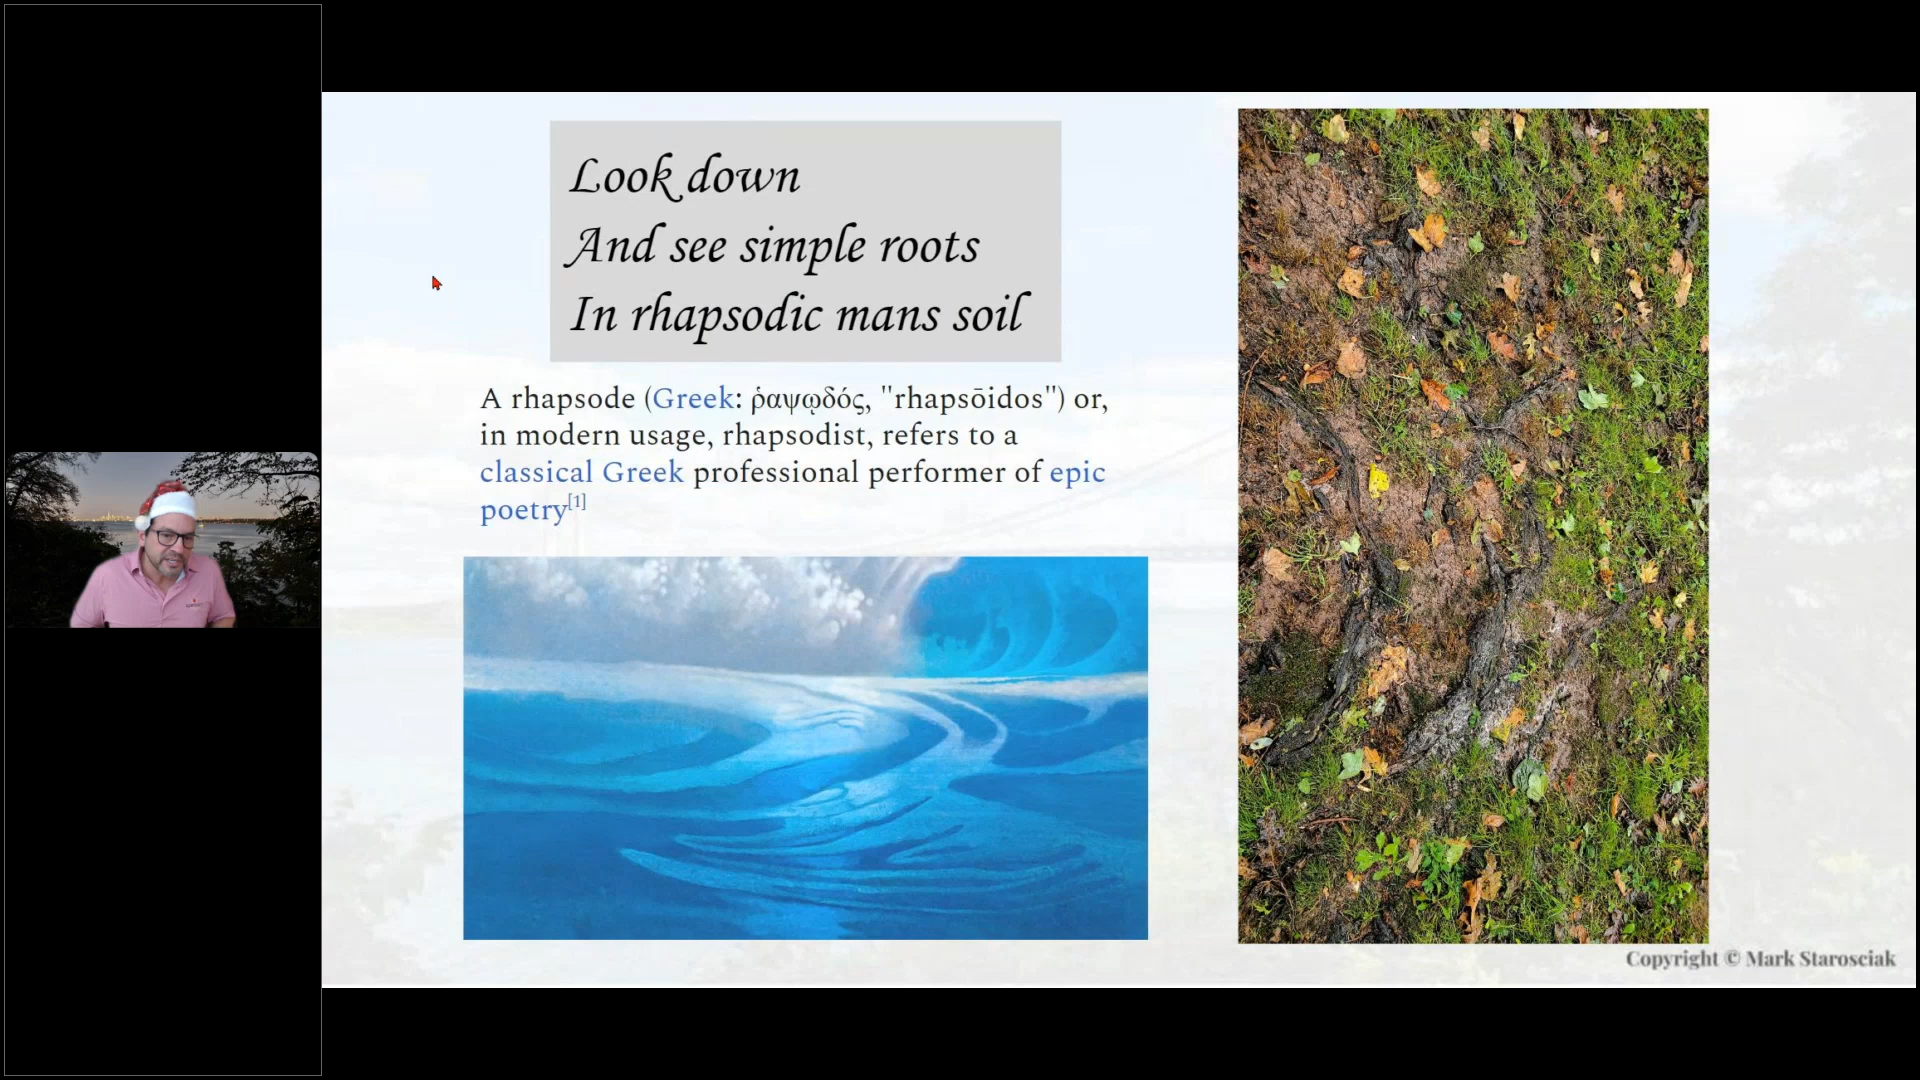 Look down
And see simple roots
In rhapsodic mans soil
A rhapsode (Greek: ῥαψῳδός, "rhapsōidos") or,
in modern usage, rhapsodist, refers to a
classical Greek professional performer of epic
poetry[1]
Copyright © Mark Starosciak